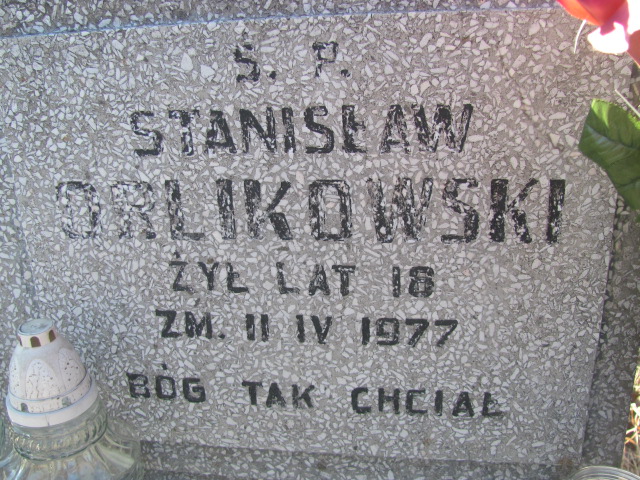 Ś. P.
STANISŁAW
ORLIKOWSKI
ŻYŁ LAT 18
ZM. 11 IV 1977
BÓG TAK CHCIAŁ